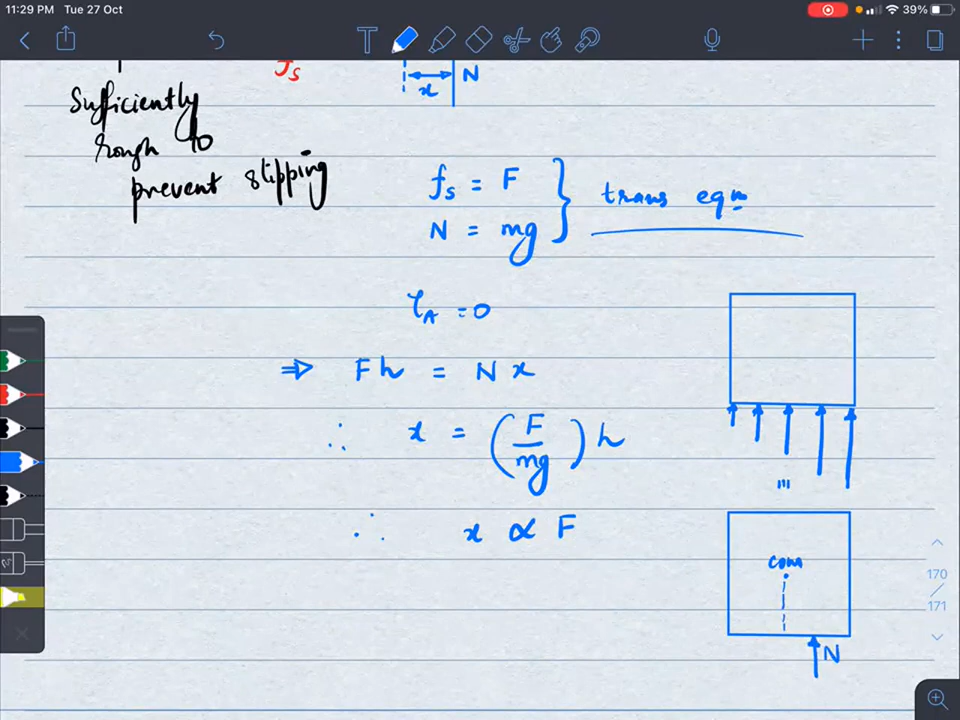 11:29 PM Tue 27 Oct
39%
T
fs
x N
Sufficiently
rough to
prevent slipping
fs = F
N = mg
trans eqm
τA = 0
⇒ Fh = N x
∴ x = (F/mg) h
∴ x ∝ F
com
N
170
/
171